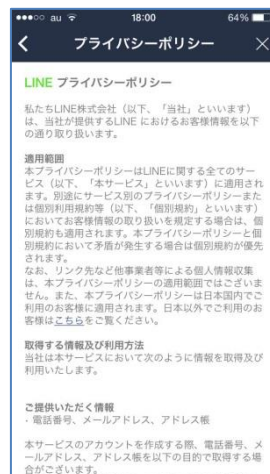 au 18:00 64%
プライバシーポリシー
LINE プライバシーポリシー
私たちLINE株式会社(以下、「当社」といいます)
は、当社が提供するLINE におけるお客様情報を以下
の通り取り扱います。
適用範囲
本プライバシーポリシーはLINEに関する全てのサー
ビス(以下、「本サービス」といいます)に適用され
ます。別途にサービス別のプライバシーポリシーまた
は個別利用規約等(以下、「個別規約」といいます)
においてお客様情報の取り扱いを規定する場合は、個
別規約も適用されます。本プライバシーポリシーと個
別規約において矛盾が発生する場合は個別規約が優先
されます。
なお、リンク先など他事業者等による個人情報収集
は、本プライバシーポリシーの適用範囲ではございま
せん。また、本プライバシーポリシーは日本国内でご
利用のお客様に適用されます。日本以外でご利用のお
客様はこちらをご覧ください。
取得する情報及び利用方法
当社は本サービスにおいて次のように情報を取得及び
利用いたします。
ご提供いただく情報
- 電話番号、メールアドレス、アドレス帳
本サービスのアカウントを作成する際、電話番号、メ
ールアドレス、アドレス帳を以下の目的で取得する場
合がございます。